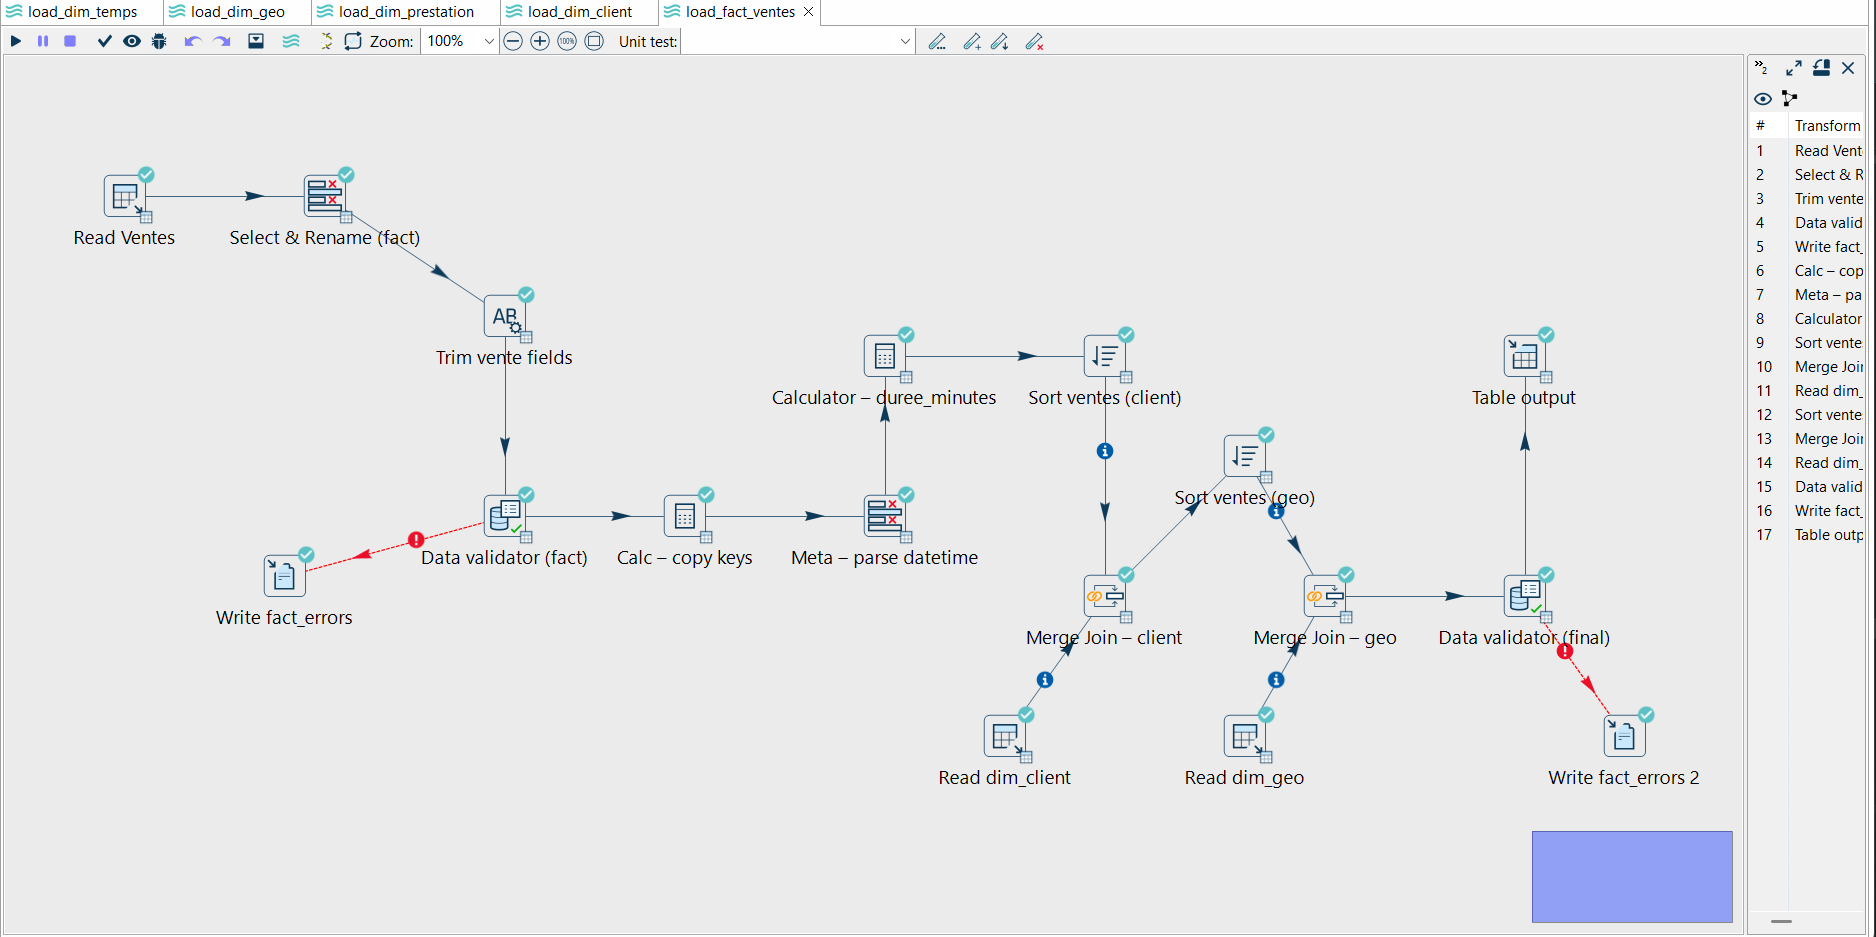 load_dim_temps load_dim_geo load_dim_prestation load_dim_client load_fact_ventes
Zoom: 100% 100% Unit test:
»2
# Transform
1 Read Vent
2 Select & R
3 Trim vente
4 Data valid
5 Write fact_
6 Calc – cop
7 Meta – pa
8 Calculator
9 Sort vente
10 Merge Join
11 Read dim_
12 Sort vente
13 Merge Join
14 Read dim_
15 Data valid
16 Write fact_
17 Table outp
Read Ventes
Select & Rename (fact)
AB
Trim vente fields
Calculator – duree_minutes
Sort ventes (client)
Table output
Sort ventes (geo)
Data validator (fact)
Calc – copy keys
Meta – parse datetime
Write fact_errors
Merge Join – client
Merge Join – geo
Data validator (final)
Read dim_client
Read dim_geo
Write fact_errors 2